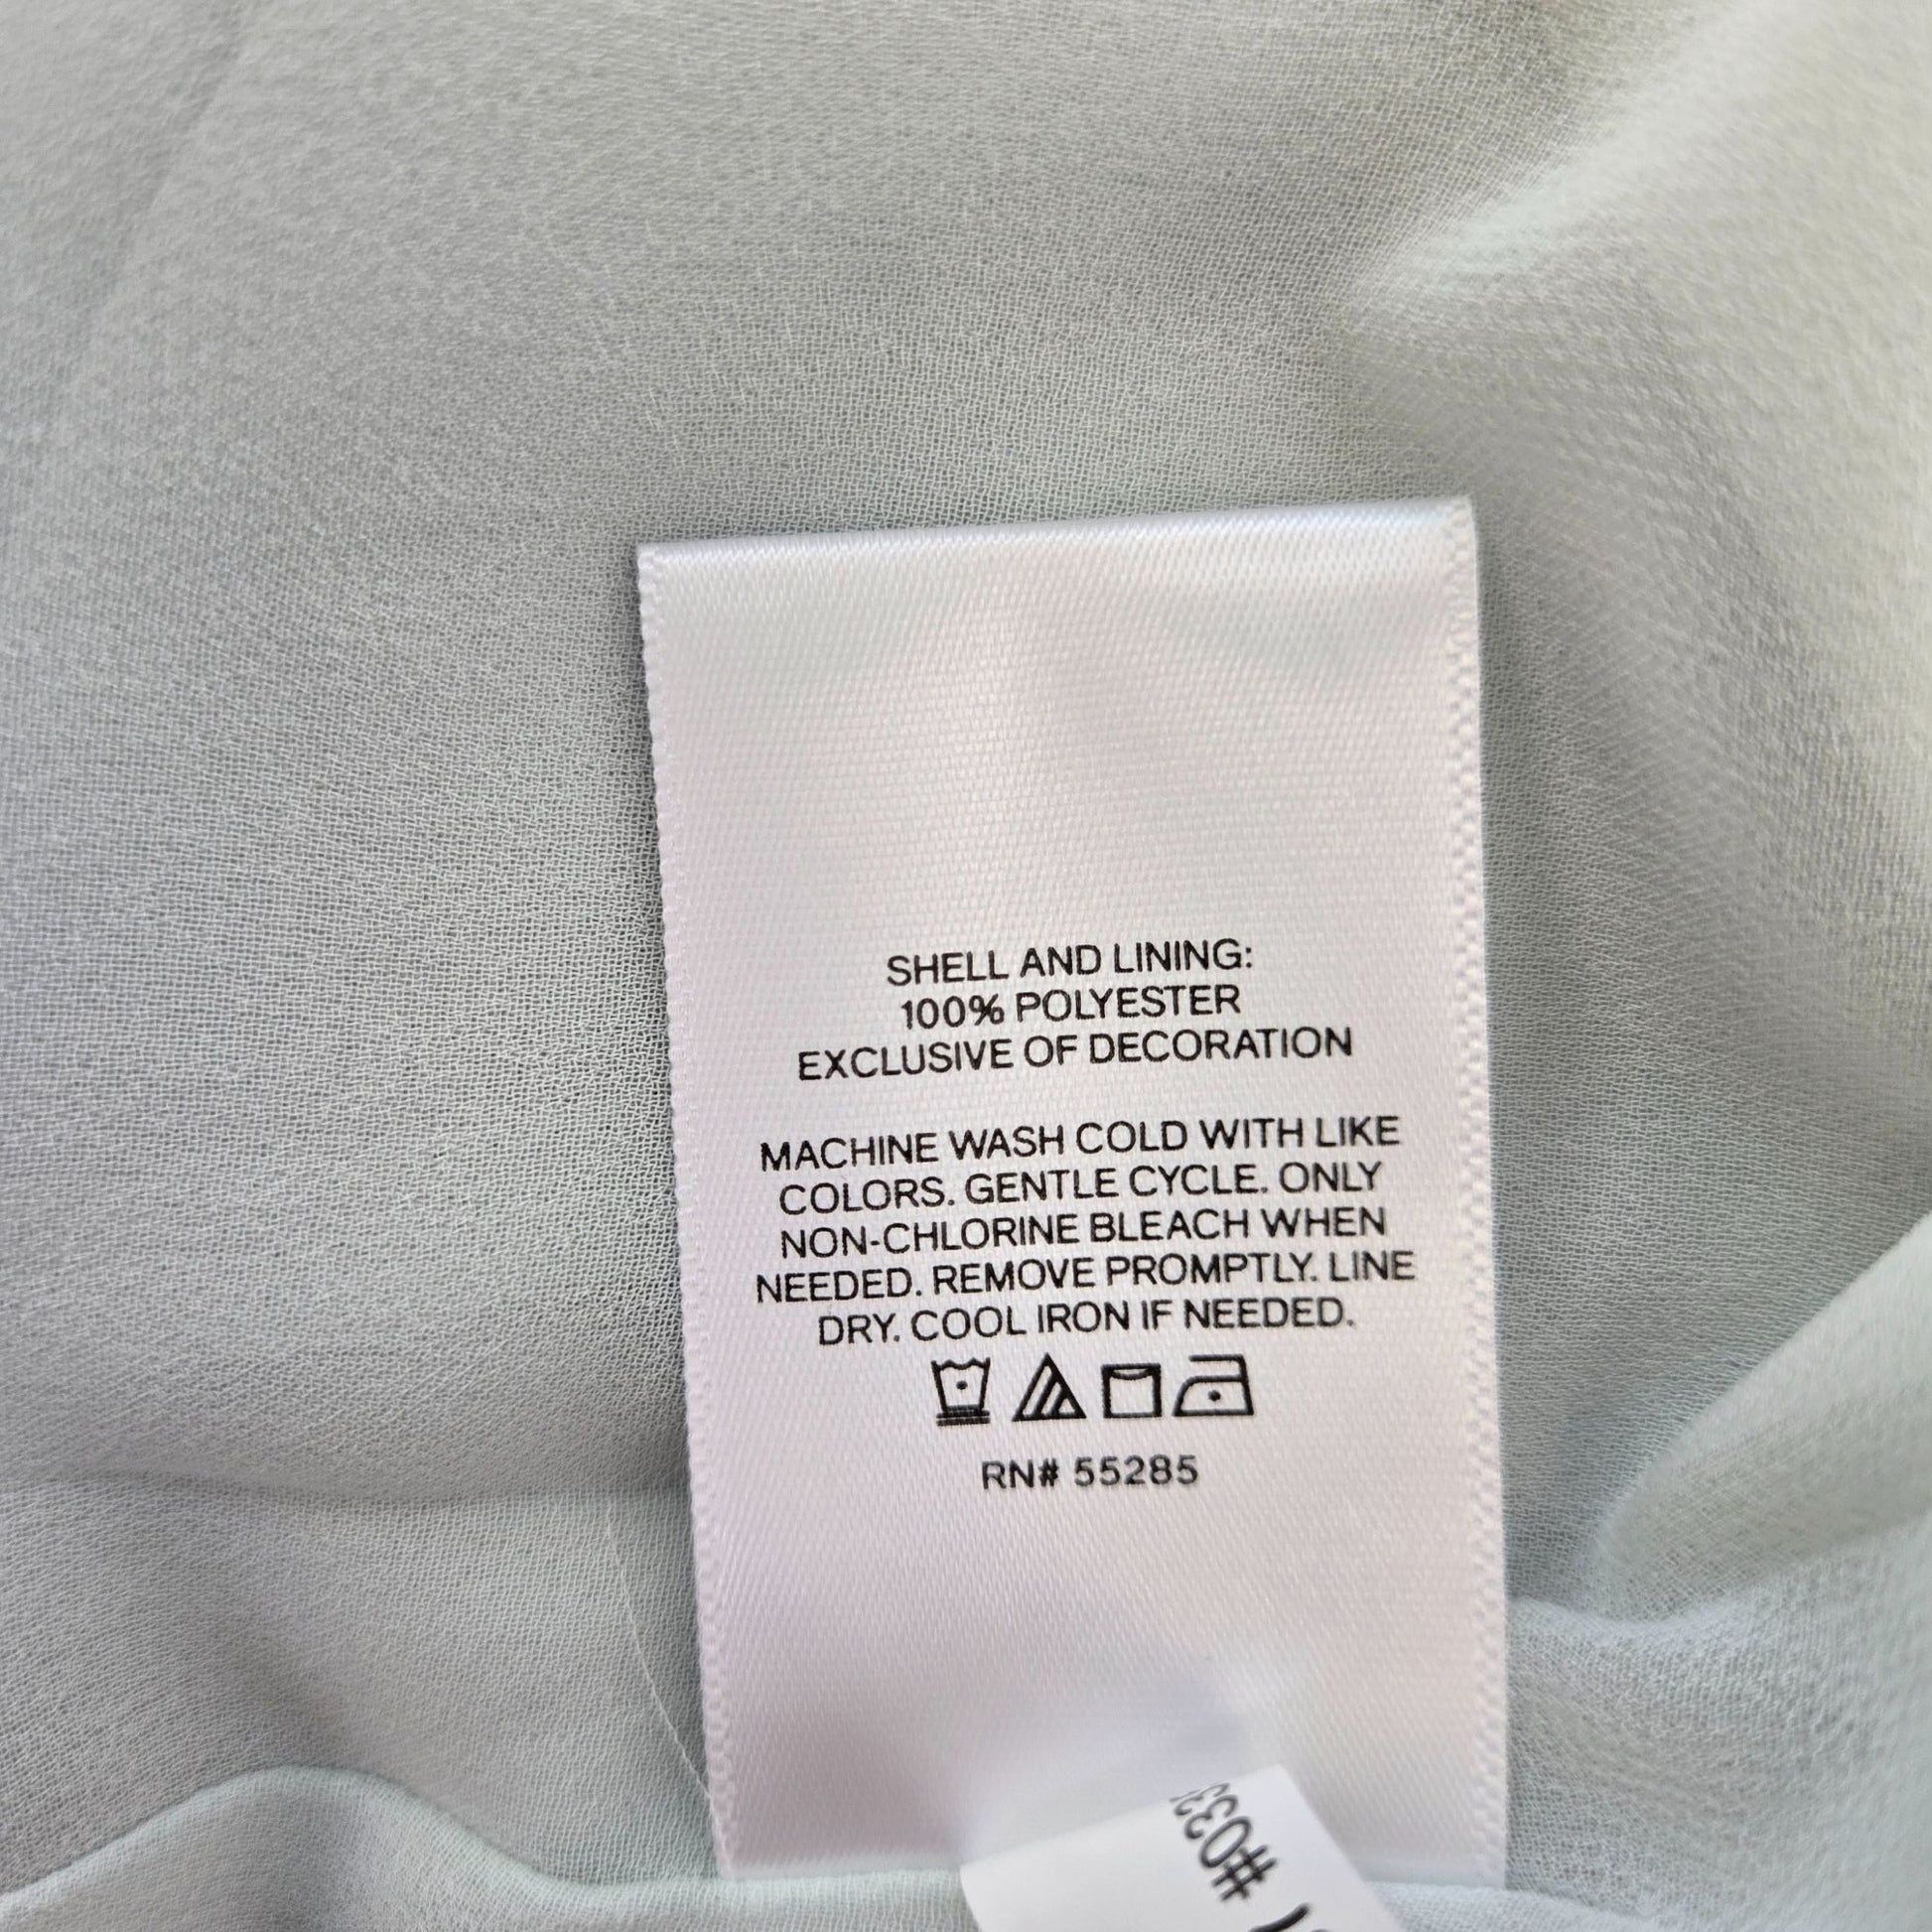 SHELL AND LINING:
100% POLYESTER
EXCLUSIVE OF DECORATION
MACHINE WASH COLD WITH LIKE
COLORS. GENTLE CYCLE. ONLY
NON-CHLORINE BLEACH WHEN
NEEDED. REMOVE PROMPTLY. LINE
DRY. COOL IRON IF NEEDED.
RN# 55285
#033